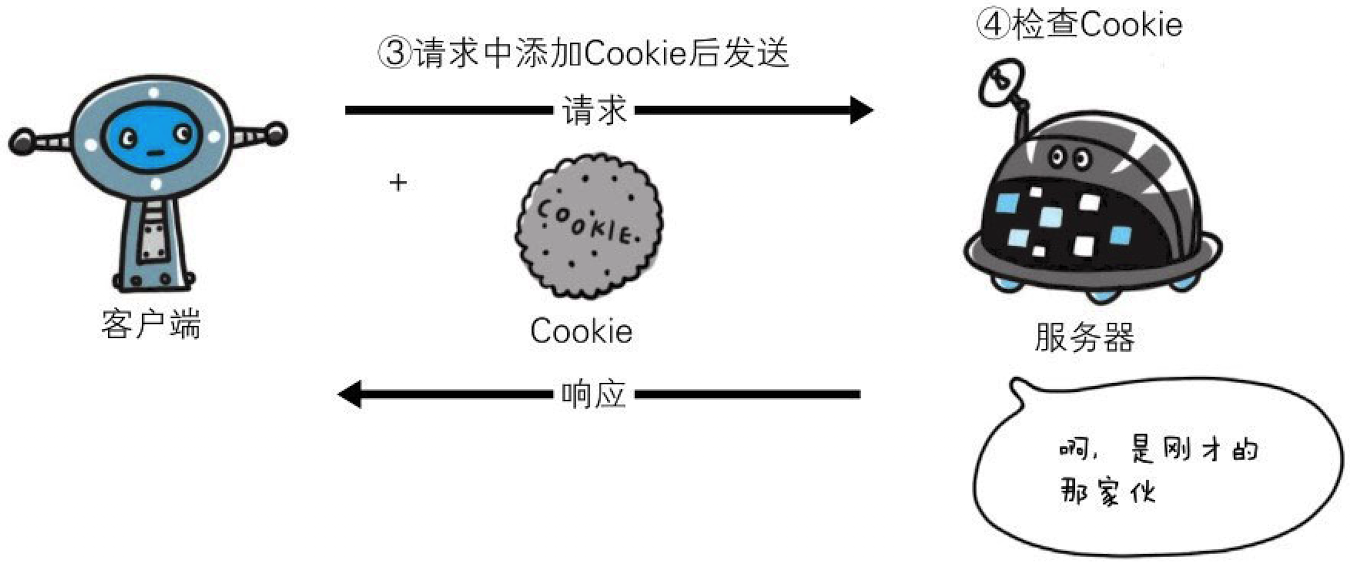 ④检查Cookie
③请求中添加Cookie后发送
请求
+
COOKIE
Cookie
客户端
服务器
响应
啊,是刚才的
那家伙